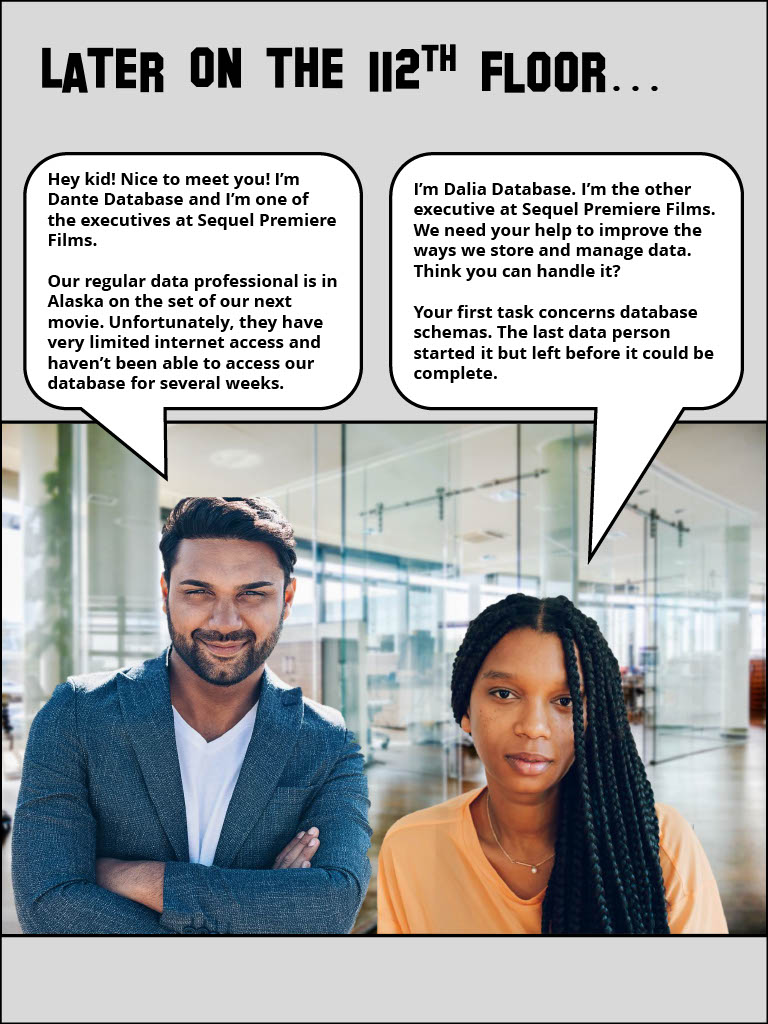 LATER ON THE 112TH FLOOR...
Hey kid! Nice to meet you! I’m
Dante Database and I’m one of
the executives at Sequel Premiere
Films.
Our regular data professional is in
Alaska on the set of our next
movie. Unfortunately, they have
very limited internet access and
haven’t been able to access our
database for several weeks.
I’m Dalia Database. I’m the other
executive at Sequel Premiere Films.
We need your help to improve the
ways we store and manage data.
Think you can handle it?
Your first task concerns database
schemas. The last data person
started it but left before it could be
complete.